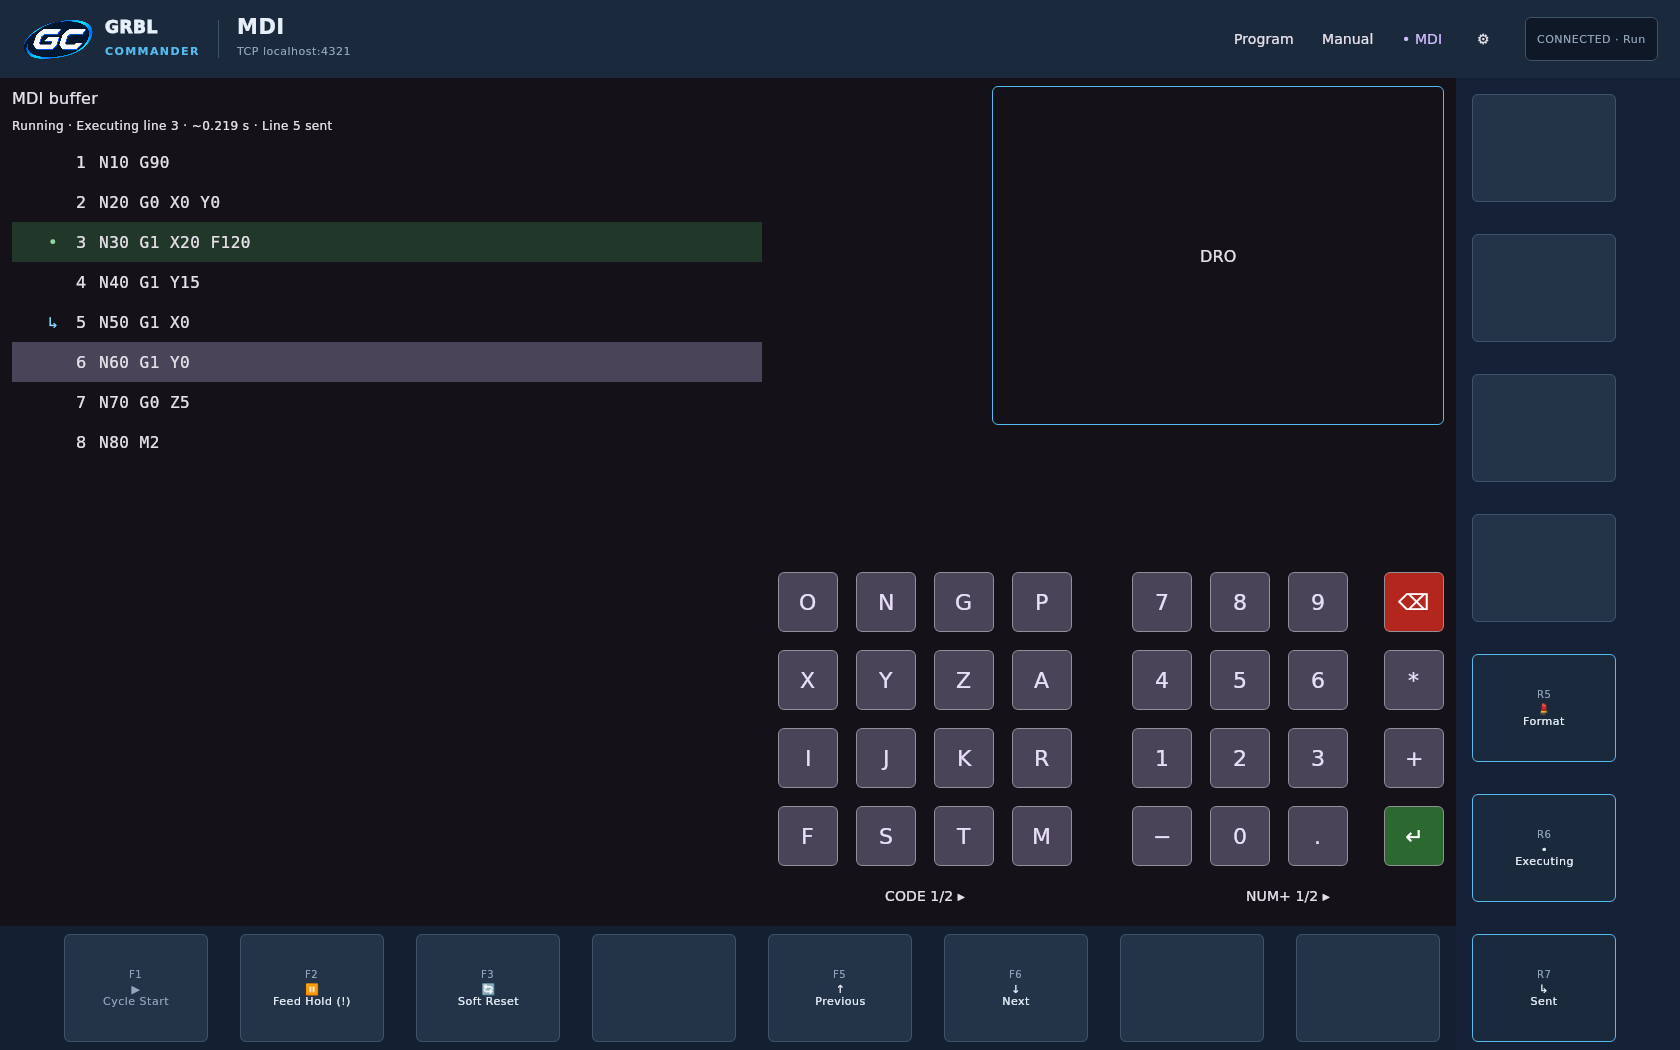 GC GRBL
COMMANDER
MDI
TCP localhost:4321
Program Manual • MDI ⚙ CONNECTED · Run
MDI buffer
Running · Executing line 3 · ~0.219 s · Line 5 sent
1 N10 G90
2 N20 G0 X0 Y0
• 3 N30 G1 X20 F120
4 N40 G1 Y15
↳ 5 N50 G1 X0
6 N60 G1 Y0
7 N70 G0 Z5
8 N80 M2
DRO
O N G P 7 8 9 ⌫
X Y Z A 4 5 6 *
I J K R 1 2 3 +
F S T M − 0 . ↵
CODE 1/2 ▸ NUM+ 1/2 ▸
R5
Format
R6
•
Executing
R7
↳
Sent
F1
▶
Cycle Start
F2
⏸
Feed Hold (!)
F3
🔄
Soft Reset
F5
↑
Previous
F6
↓
Next